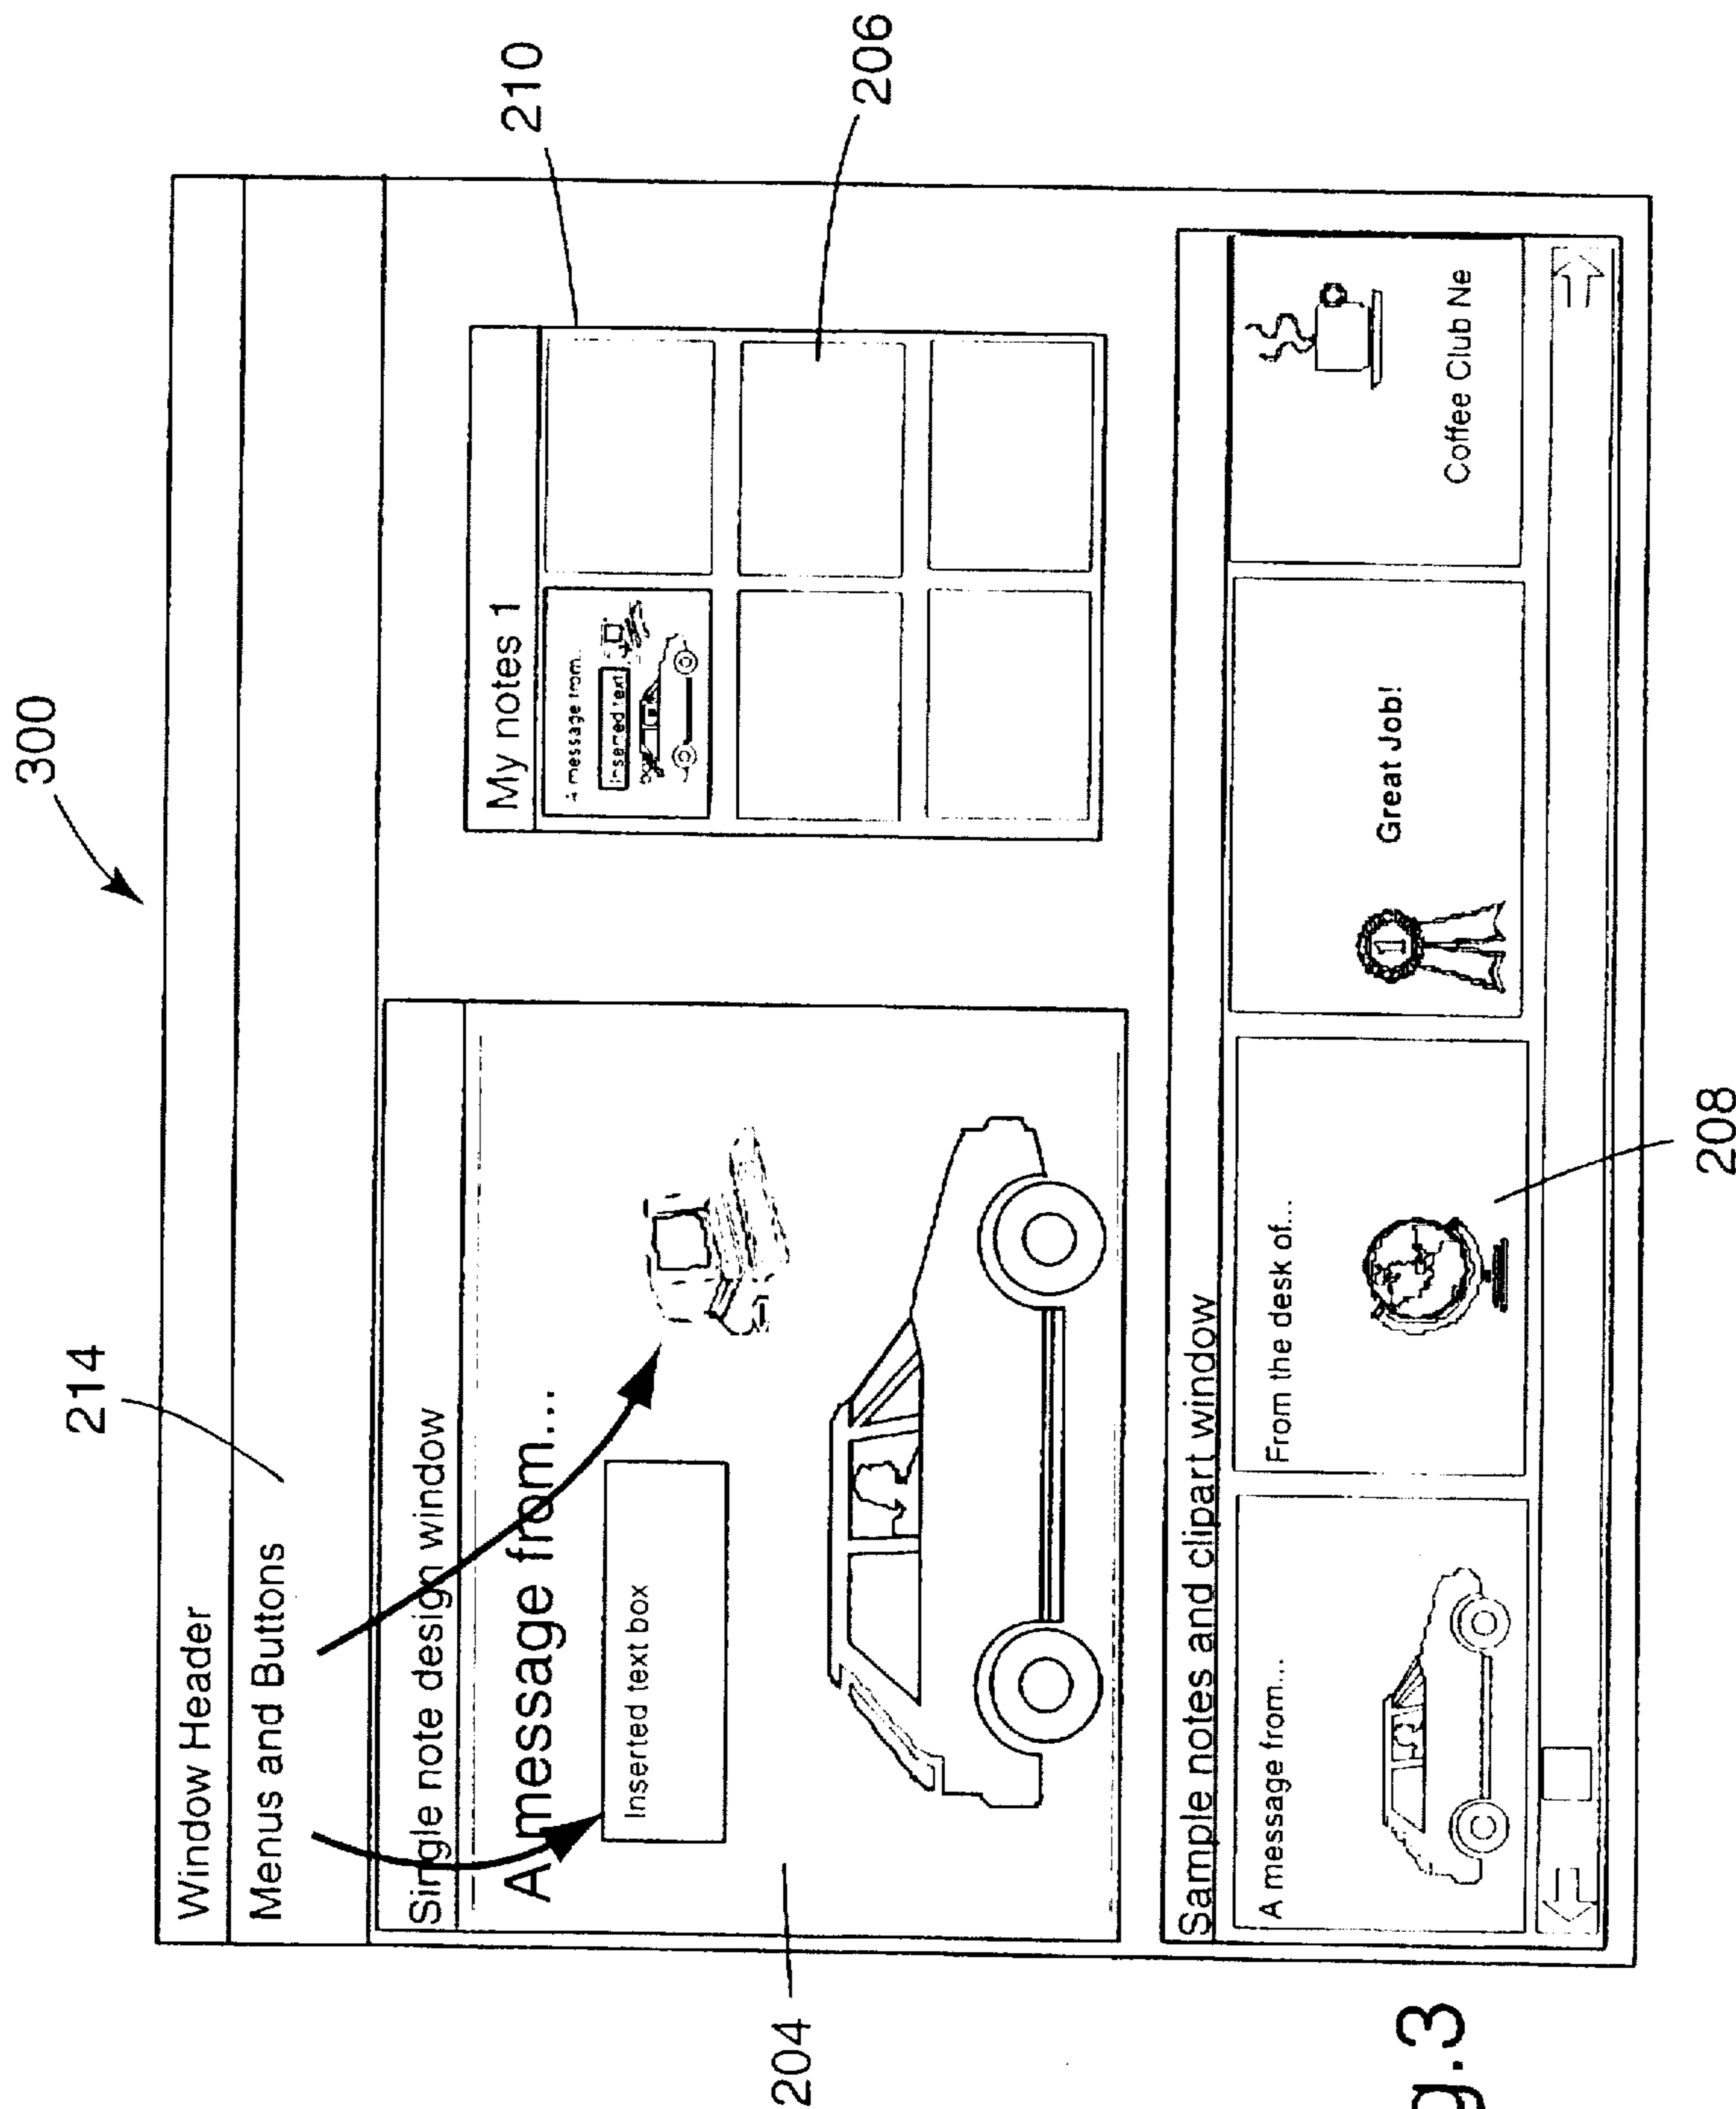 300
214
Window Header
Menus and Buttons
Single note design window
A message from...
Inserted text box
204
My notes 1
A message from..
Inserted text
210
206
Sample notes and clipart window
A message from...
From the desk of...
1
Great Job!
Coffee Club Ne
208
g.3